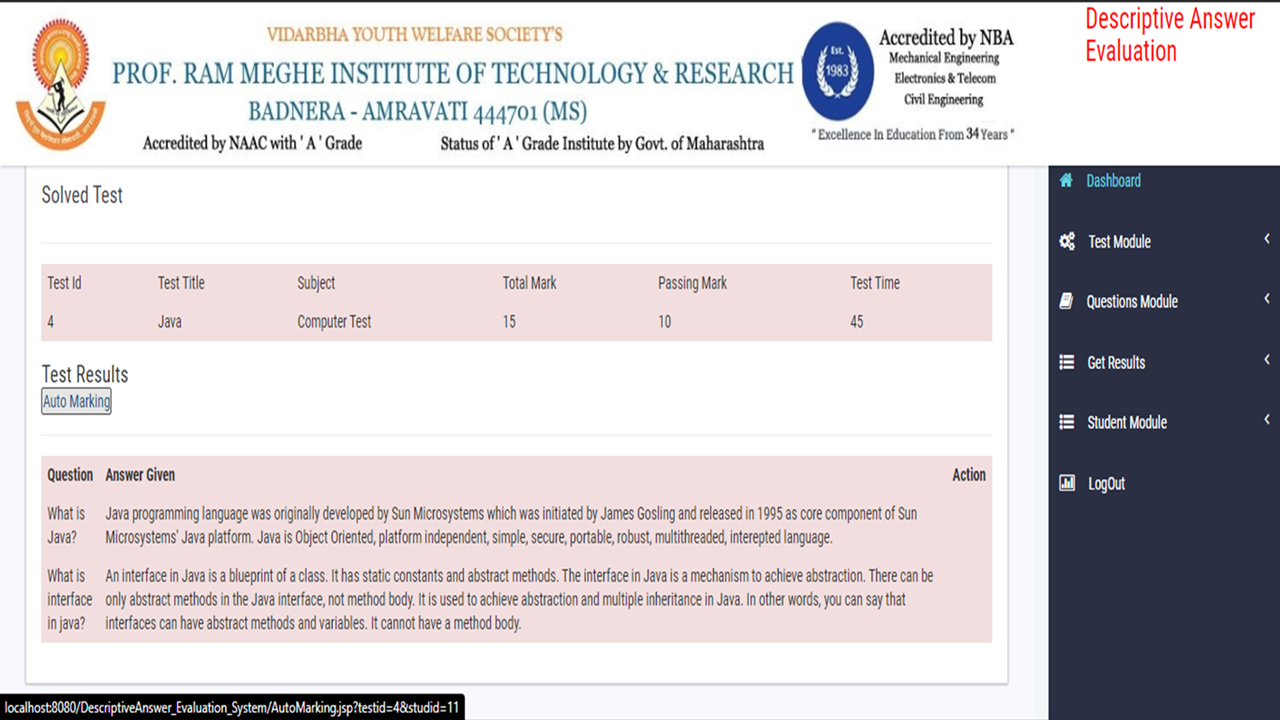 VIDARBHA YOUTH WELFARE SOCIETY'S
PROF. RAM MEGHE INSTITUTE OF TECHNOLOGY & RESEARCH
BADNERA - AMRAVATI 444701 (MS)
Accredited by NAAC with ' A ' Grade
Status of ' A ' Grade Institute by Govt. of Maharashtra
Est.
1983
Accredited by NBA
Mechanical Engineering
Electronics & Telecom
Civil Engineering
" Excellence In Education From 34 Years "
Descriptive Answer
Evaluation
Solved Test
Test Id Test Title Subject Total Mark Passing Mark Test Time
4 Java Computer Test 15 10 45
Test Results
Auto Marking
Question Answer Given Action
What is Java programming language was originally developed by Sun Microsystems which was initiated by James Gosling and released in 1995 as core component of Sun
Java? Microsystems' Java platform. Java is Object Oriented, platform independent, simple, secure, portable, robust, multithreaded, interepted language.
What is An interface in Java is a blueprint of a class. It has static constants and abstract methods. The interface in Java is a mechanism to achieve abstraction. There can be
interface only abstract methods in the Java interface, not method body. It is used to achieve abstraction and multiple inheritance in Java. In other words, you can say that
in java? interfaces can have abstract methods and variables. It cannot have a method body.
Dashboard
Test Module
Questions Module
Get Results
Student Module
LogOut
localhost:8080/DescriptiveAnswer_Evaluation_System/AutoMarking.jsp?testid=4&studid=11